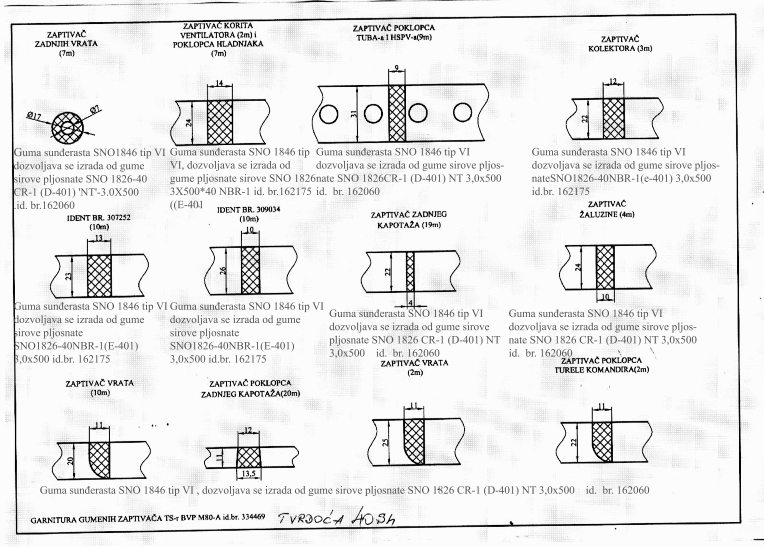 ZAPTIVAČ
ZADNJIH VRATA
(7m)
Ø17
Ø7
Guma sunđerasta SNO1846 tip VI
dozvoljava se izrada od gume
sirove pljosnate SNO 1826-40
CR-1 (D-401) 'NT'-3.0X500
.id. br.162060
ZAPTIVAČ KORITA
VENTILATORA (2m) i
POKLOPCA HLADNJAKA
(7m)
14
24
Guma sunđerasta SNO 1846 tip
VI, dozvoljava se izrada od
gume pljosnate sirove SNO 1826
3X500*40 NBR-1 id. br.162175
((E-401
ZAPTIVAČ POKLOPCA
TUBA-a I HSPV-a(9m)
9
31
Guma sunđerasta SNO 1846 tip VI
dozvoljava se izrada od gume sirove pljos-
nate SNO 1826CR-1 (D-401) NT 3,0x500
id. br. 162060
ZAPTIVAČ
KOLEKTORA (3m)
12
22
Guma sunđerasta SNO 1846 tip VI
dozvoljava se izrada od gume sirove pljos-
nateSNO1826-40NBR-1(e-401) 3,0x500
id.br. 162175
IDENT BR. 307252
(10m)
13
23
Guma sunđerasta SNO 1846 tip VI
dozvoljava se izrada od gume
sirove pljosnate
SNO1826-40NBR-1(E-401)
3,0x500 id.br. 162175
IDENT BR. 309034
(10m)
10
26
Guma sunđerasta SNO 1846 tip VI
dozvoljava se izrada od gume
sirove pljosnate
SNO1826-40NBR-1(E-401)
3,0x500 id.br. 162175
ZAPTIVAČ ZADNJEG
KAPOTAŽA (19m)
22
4
Guma sunđerasta SNO 1846 tip VI
dozvoljava se izrada od gume sirove
pljosnate SNO 1826 CR-1 (D-401) NT
3,0x500 id. br. 162060
ZAPTIVAČ
ŽALUZINE (4m)
24
10
Guma sunđerasta SNO 1846 tip VI
dozvoljava se izrada od gume sirove pljos-
nate SNO 1826 CR-1 (D-401) NT 3,0x500
id. br. 162060
ZAPTIVAČ VRATA
(10m)
11
20
ZAPTIVAČ POKLOPCA
ZADNJEG KAPOTAŽA(20m)
12
11
13,5
ZAPTIVAČ VRATA
(2m)
11
25
ZAPTIVAČ POKLOPCA
TURELE KOMANDIRA(2m)
11
22
Guma sunđerasta SNO 1846 tip VI , dozvoljava se izrada od gume sirove pljosnate SNO 1826 CR-1 (D-401) NT 3,0x500 id. br. 162060
GARNITURA GUMENIH ZAPTIVAČA TS-r BVP M80-A id.br. 334469
TVRDOĆA 40Sh